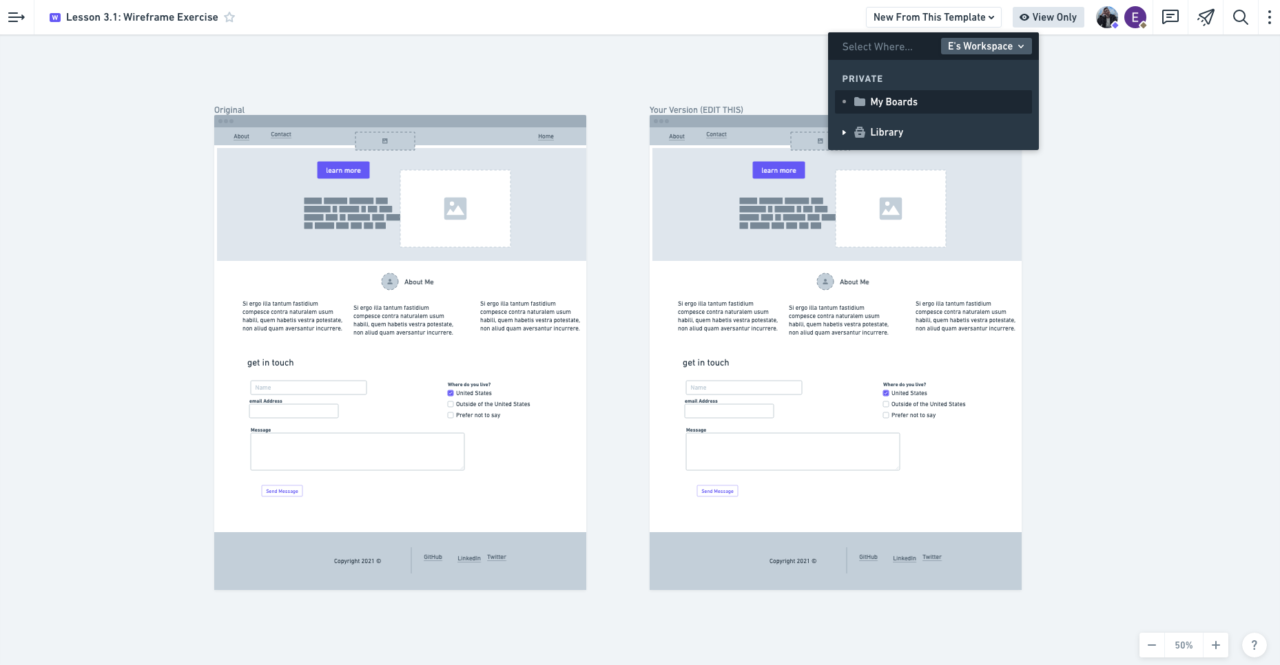 W Lesson 3.1: Wireframe Exercise
New From This Template
View Only
E
Select Where...
E's Workspace
PRIVATE
My Boards
Library
Original
About
Contact
Home
learn more
About Me
Si ergo illa tantum fastidium
compesce contra naturalem usum
habili, quem habetis vestra potestate,
non aliud quam aversantur incurrere.
Si ergo illa tantum fastidium
compesce contra naturalem usum
habili, quem habetis vestra potestate,
non aliud quam aversantur incurrere.
Si ergo illa tantum fastidium
compesce contra naturalem usum
habili, quem habetis vestra potestate,
non aliud quam aversantur incurrere.
get in touch
Name
email Address
Message
Send Message
Where do you live?
United States
Outside of the United States
Prefer not to say
Copyright 2021 ©
GitHub
LinkedIn
Twitter
Your Version (EDIT THIS)
About
Contact
learn more
About Me
Si ergo illa tantum fastidium
compesce contra naturalem usum
habili, quem habetis vestra potestate,
non aliud quam aversantur incurrere.
Si ergo illa tantum fastidium
compesce contra naturalem usum
habili, quem habetis vestra potestate,
non aliud quam aversantur incurrere.
Si ergo illa tantum fastidium
compesce contra naturalem usum
habili, quem habetis vestra potestate,
non aliud quam aversantur incurrere.
get in touch
Name
email Address
Message
Send Message
Where do you live?
United States
Outside of the United States
Prefer not to say
Copyright 2021 ©
GitHub
LinkedIn
Twitter
50%
?